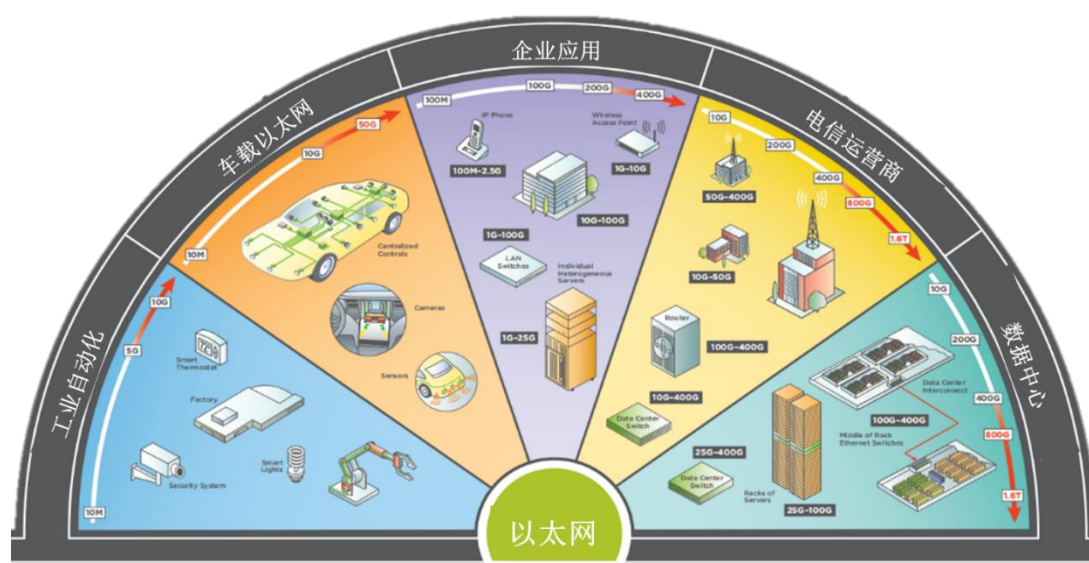 企业应用
车载以太网
电信运营商
工业自动化
数据中心
以太网
10M
5G
10G
Smart
Thermostat
Factory
Security System
Smart
Lights
10M
10G
50G
Centralized
Controls
Cameras
Sensors
100M
100G
200G
400G
IP Phone
100M-2.5G
Wireless
Access Point
1G-10G
10G-100G
1G-100G
LAN
Switches
Individual
Heterogeneous
Servers
1G-25G
10G
200G
400G
800G
1.6T
50G-400G
10G-50G
Router
100G-400G
10G-400G
Data Center
Switch
10G
200G
400G
800G
1.6T
Data Center
Interconnect
100G-400G
Middle of Rack
Ethernet Switches
25G-400G
Data Center
Switch
Racks of
Servers
25G-100G